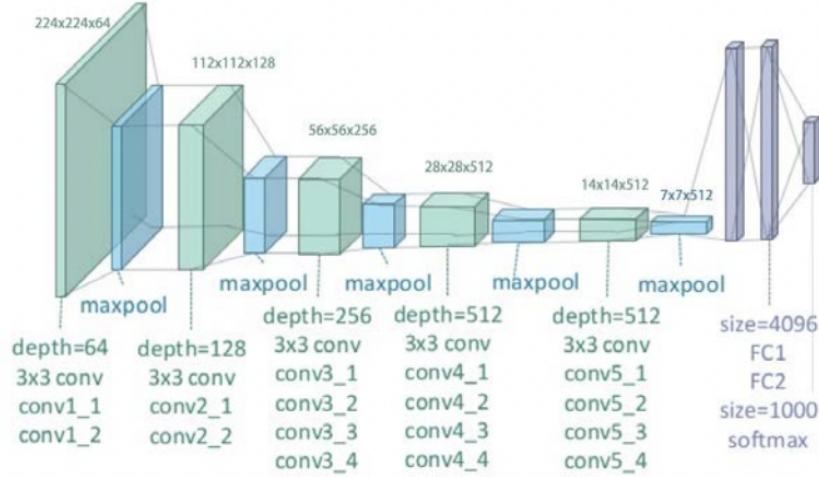 224x224x64
112x112x128
56x56x256
28x28x512
14x14x512
7x7x512
maxpool
maxpool
maxpool
maxpool
maxpool
depth=64
3x3 conv
conv1_1
conv1_2
depth=128
3x3 conv
conv2_1
conv2_2
depth=256
3x3 conv
conv3_1
conv3_2
conv3_3
conv3_4
depth=512
3x3 conv
conv4_1
conv4_2
conv4_3
conv4_4
depth=512
3x3 conv
conv5_1
conv5_2
conv5_3
conv5_4
size=4096
FC1
FC2
size=1000
softmax